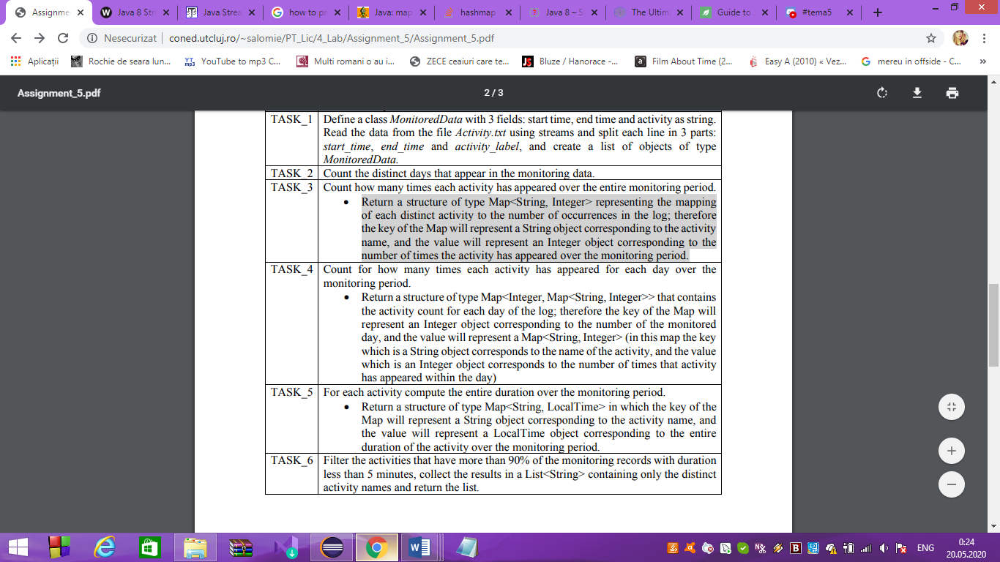 Assignme
Java 8 Str
Java Strea
how to pr
Java: map
hashmap
Java 8 – S
The Ultim
Guide to
#tema5
Nesecurizat
coned.utcluj.ro/~salomie/PT_Lic/4_Lab/Assignment_5/Assignment_5.pdf
Aplicații
Rochie de seara lun...
YouTube to mp3 C...
Multi romani o au i...
ZECE ceaiuri care te...
Bluze / Hanorace -...
Film About Time (2...
Easy A (2010) « Vez...
mereu in offside - C...
Assignment_5.pdf
2 / 3
TASK_1 Define a class MonitoredData with 3 fields: start time, end time and activity as string.
Read the data from the file Activity.txt using streams and split each line in 3 parts:
start_time, end_time and activity_label, and create a list of objects of type
MonitoredData.
TASK_2 Count the distinct days that appear in the monitoring data.
TASK_3 Count how many times each activity has appeared over the entire monitoring period.
• Return a structure of type Map<String, Integer> representing the mapping
of each distinct activity to the number of occurrences in the log; therefore
the key of the Map will represent a String object corresponding to the activity
name, and the value will represent an Integer object corresponding to the
number of times the activity has appeared over the monitoring period.
TASK_4 Count for how many times each activity has appeared for each day over the
monitoring period.
• Return a structure of type Map<Integer, Map<String, Integer>> that contains
the activity count for each day of the log; therefore the key of the Map will
represent an Integer object corresponding to the number of the monitored
day, and the value will represent a Map<String, Integer> (in this map the key
which is a String object corresponds to the name of the activity, and the value
which is an Integer object corresponds to the number of times that activity
has appeared within the day)
TASK_5 For each activity compute the entire duration over the monitoring period.
• Return a structure of type Map<String, LocalTime> in which the key of the
Map will represent a String object corresponding to the activity name, and
the value will represent a LocalTime object corresponding to the entire
duration of the activity over the monitoring period.
TASK_6 Filter the activities that have more than 90% of the monitoring records with duration
less than 5 minutes, collect the results in a List<String> containing only the distinct
activity names and return the list.
ENG
0:24
20.05.2020